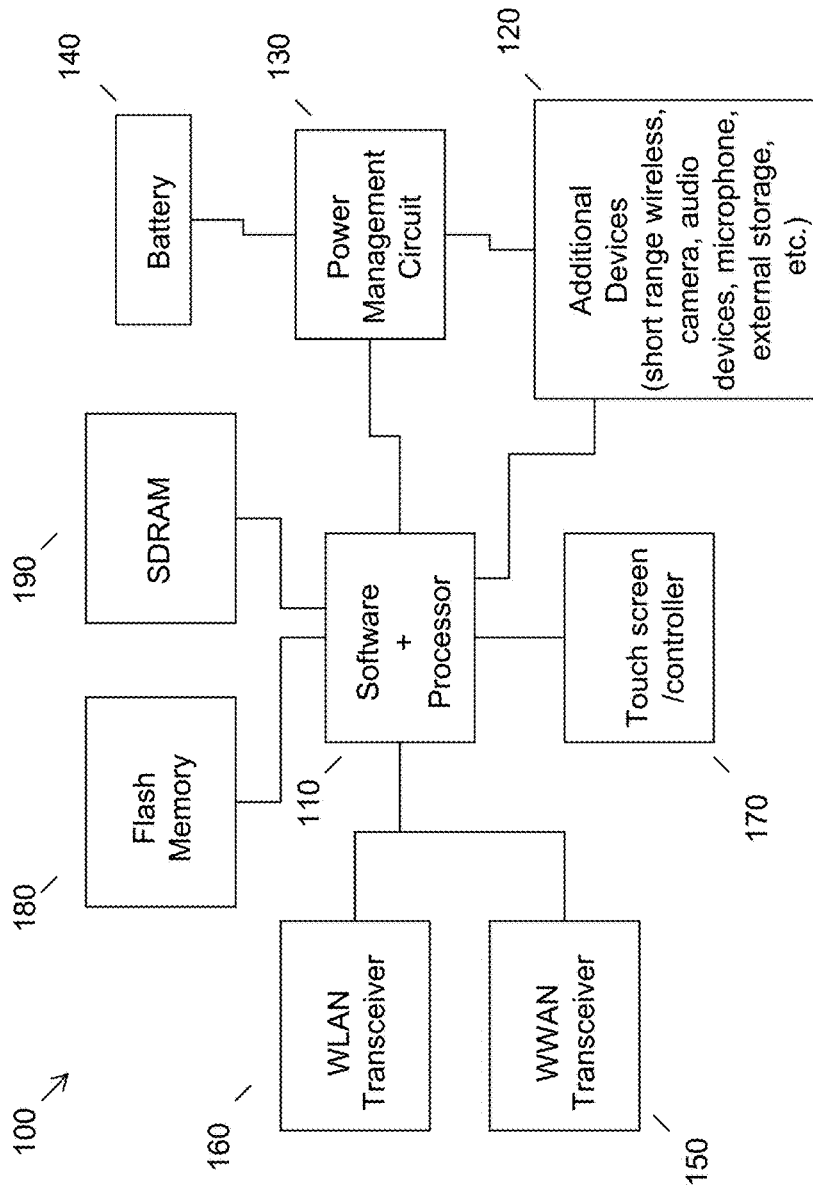 100
180
190
140
Flash
Memory
SDRAM
Battery
130
160
110
WLAN
Transceiver
Software
+
Processor
Power
Management
Circuit
120
WWAN
Transceiver
Touch screen
/controller
Additional
Devices
(short range wireless,
camera, audio
devices, microphone,
external storage,
etc.)
150
170